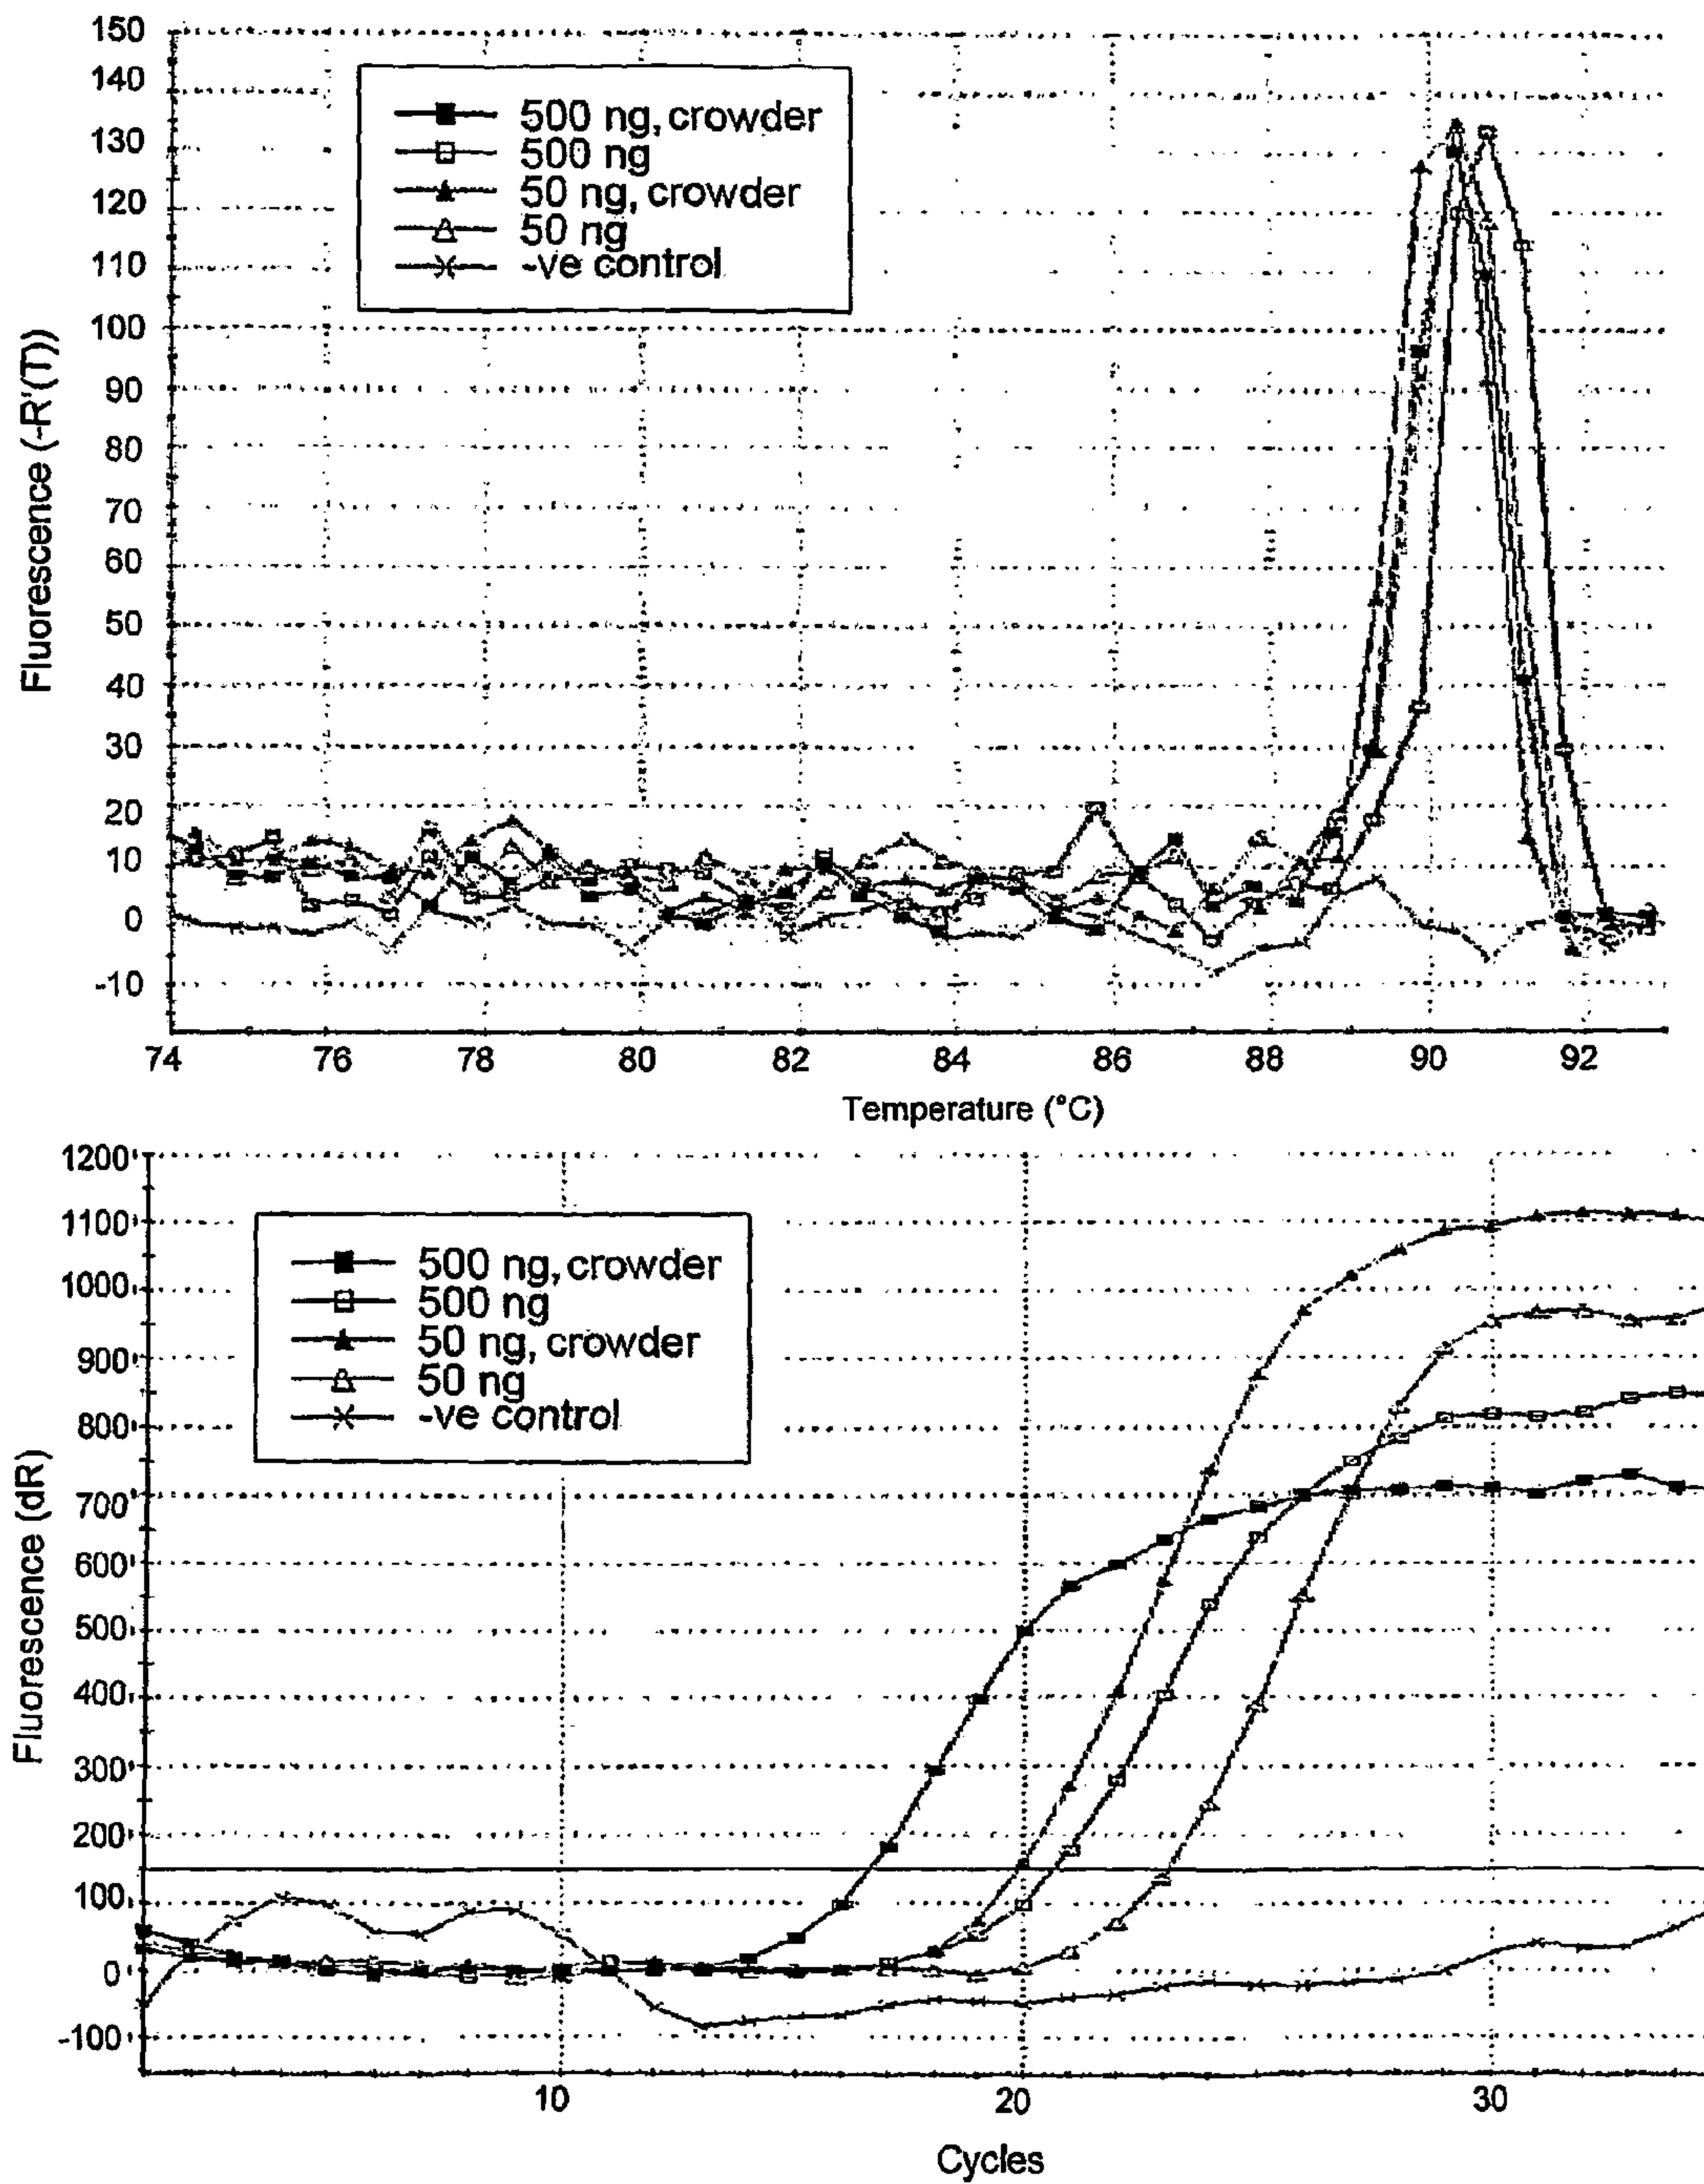 150
140
130
120
110
100
90
80
70
60
50
40
30
20
10
0
-10
Fluorescence (-R'(T))
500 ng, crowder
500 ng
50 ng, crowder
50 ng
-ve control
74 76 78 80 82 84 86 88 90 92
Temperature (°C)
1200
1100
1000
900
800
700
600
500
400
300
200
100
0
-100
Fluorescence (dR)
500 ng, crowder
500 ng
50 ng, crowder
50 ng
-ve control
10 20 30
Cycles